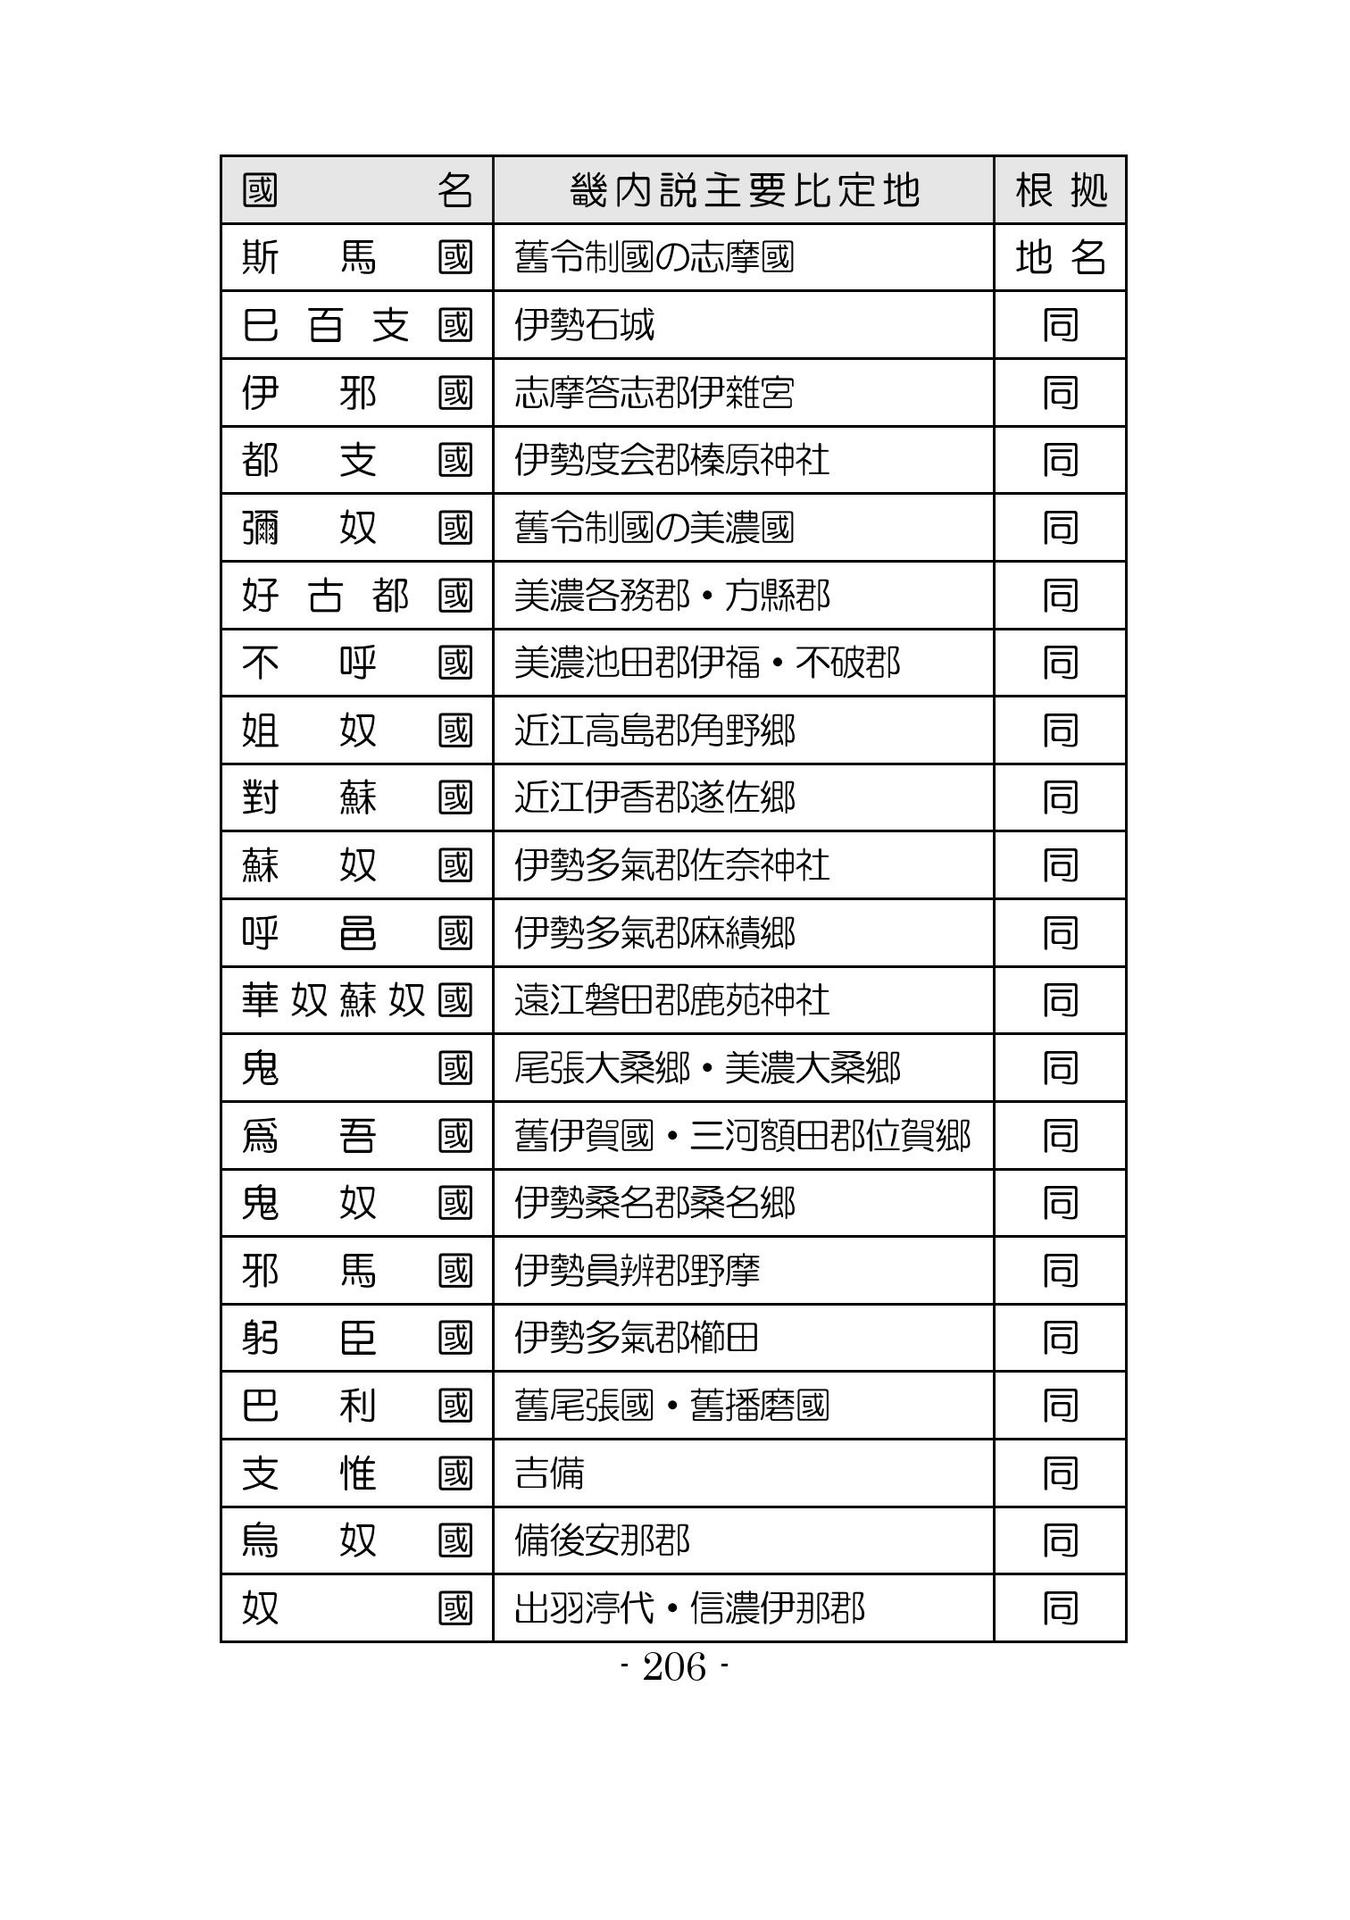 國名 畿内説主要比定地 根拠
斯馬國 舊令制國の志摩國 地名
巳百支國 伊勢石城 同
伊邪國 志摩答志郡伊雜宮 同
都支國 伊勢度会郡榛原神社 同
彌奴國 舊令制國の美濃國 同
好古都國 美濃各務郡・方縣郡 同
不呼國 美濃池田郡伊福・不破郡 同
姐奴國 近江高島郡角野郷 同
對蘇國 近江伊香郡遂佐郷 同
蘇奴國 伊勢多氣郡佐奈神社 同
呼邑國 伊勢多氣郡麻績郷 同
華奴蘇奴國 遠江磐田郡鹿苑神社 同
鬼國 尾張大桑郷・美濃大桑郷 同
爲吾國 舊伊賀國・三河額田郡位賀郷 同
鬼奴國 伊勢桑名郡桑名郷 同
邪馬國 伊勢員辨郡野摩 同
躬臣國 伊勢多氣郡櫛田 同
巴利國 舊尾張國・舊播磨國 同
支惟國 吉備 同
烏奴國 備後安那郡 同
奴國 出羽渟代・信濃伊那郡 同
- 206 -